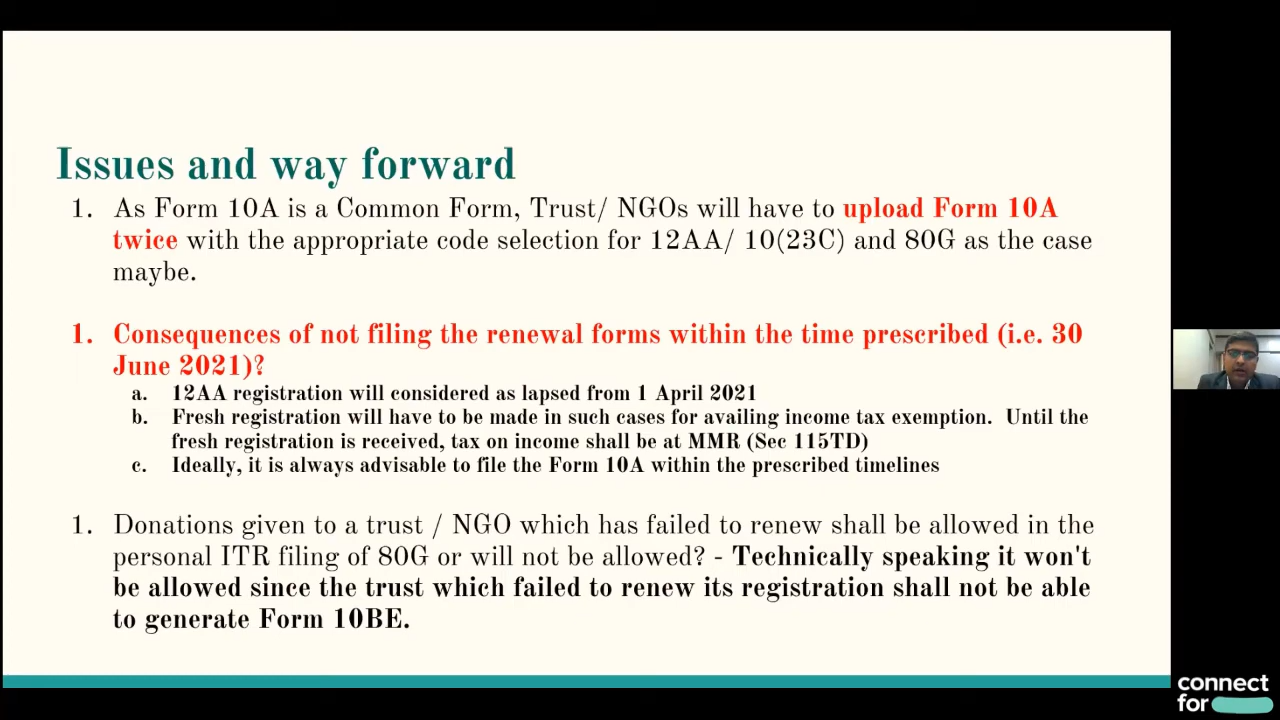 Issues and way forward
1. As Form 10A is a Common Form, Trust/ NGOs will have to upload Form 10A
twice with the appropriate code selection for 12AA/ 10(23C) and 80G as the case
maybe.
1. Consequences of not filing the renewal forms within the time prescribed (i.e. 30
June 2021)?
a. 12AA registration will considered as lapsed from 1 April 2021
b. Fresh registration will have to be made in such cases for availing income tax exemption. Until the
fresh registration is received, tax on income shall be at MMR (Sec 115TD)
c. Ideally, it is always advisable to file the Form 10A within the prescribed timelines
1. Donations given to a trust / NGO which has failed to renew shall be allowed in the
personal ITR filing of 80G or will not be allowed? - Technically speaking it won't
be allowed since the trust which failed to renew its registration shall not be able
to generate Form 10BE.
connect
for